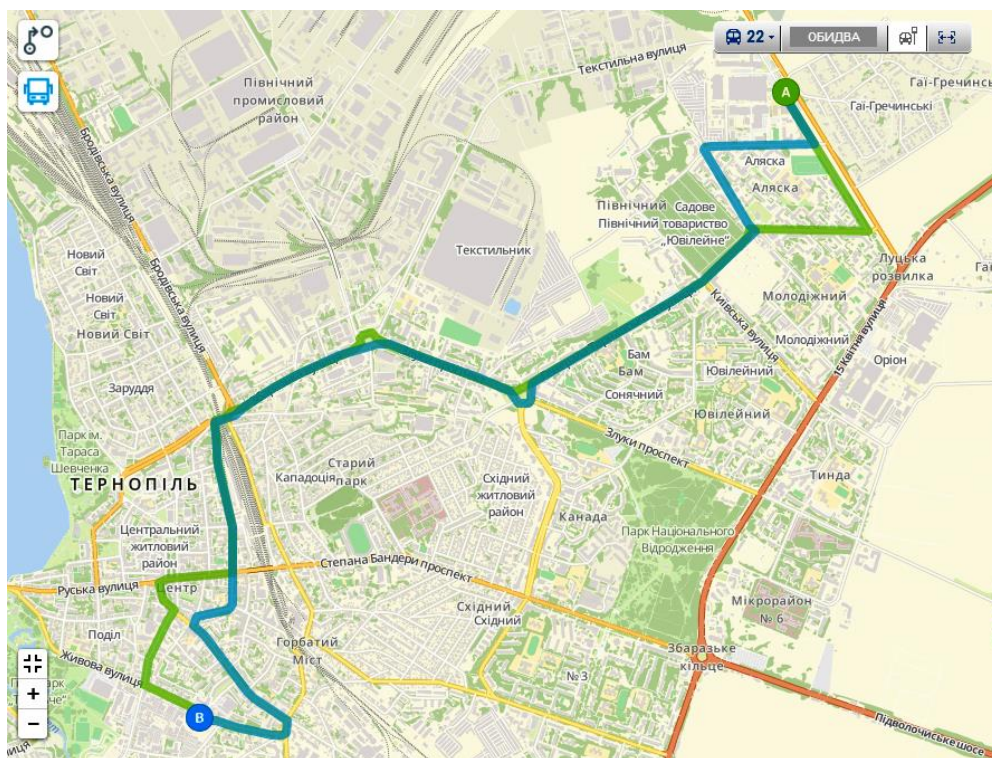 22
ОБИДВА
A
Текстильна вулиця
Північний
промисловий
район
Гаї-Гречинські
Бродівська вулиця
Аляска
Аляска
Північний
Садове
Північний товариство
„Ювілейне“
Текстильник
Новий
Світ
Бродівська вулиця
Луцька
розвилка
Новий
Світ
Новий Світ
Київська вулиця
Молодіжний
Молодіжний
15 Квітня вулиця
Оріон
Бам
Бам
Сонячний
Ювілейний
Ювілейний
Заруддя
Парк ім.
Тараса
Шевченка
Злуки проспект
ТЕРНОПІЛЬ
Старий
парк
Кападоція
Східний
житловий
район
Тинда
Канада
Парк Національного
Відродження
Центральний
житловий
район
Степана Бандери проспект
Руська вулиця
Центр
Східний
Східний
Мікрорайон
№ 6
Поділ
Горбатий
Міст
Збаразьке
кільце
Живова вулиця
№ 3
B
Підволочиське шосе
+
−